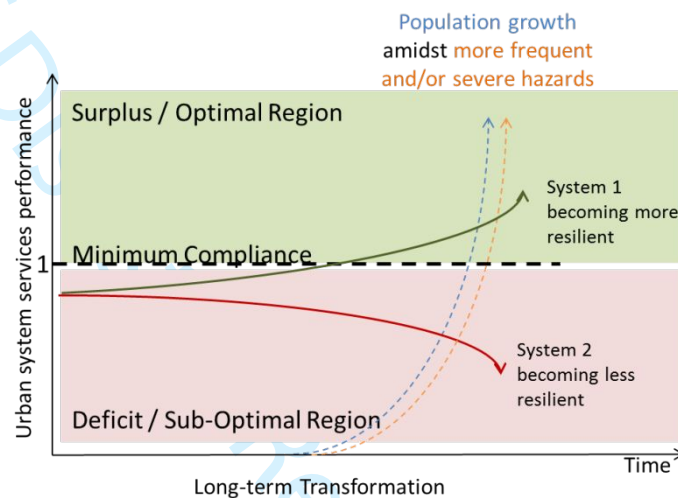 Population growth
amidst more frequent
and/or severe hazards
Urban system services performance
Surplus / Optimal Region
System 1
becoming more
resilient
Minimum Compliance
1
System 2
becoming less
resilient
Deficit / Sub-Optimal Region
Time
Long-term Transformation